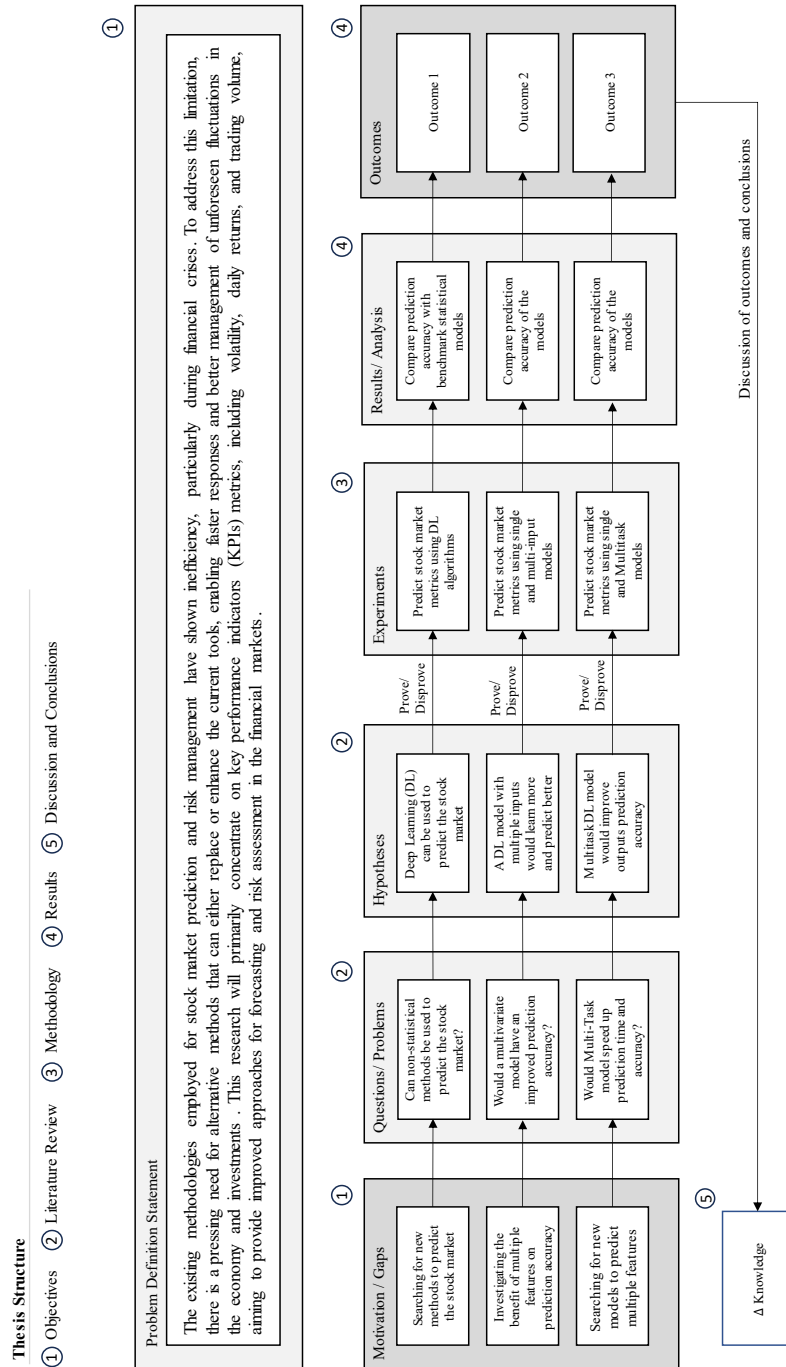 Thesis Structure
① Objectives ② Literature Review ③ Methodology ④ Results ⑤ Discussion and Conclusions
①
Problem Definition Statement
The existing methodologies employed for stock market prediction and risk management have shown inefficiency, particularly during financial crises. To address this limitation,
there is a pressing need for alternative methods that can either replace or enhance the current tools, enabling faster responses and better management of unforeseen fluctuations in
the economy and investments . This research will primarily concentrate on key performance indicators (KPIs) metrics, including volatility, daily returns, and trading volume,
aiming to provide improved approaches for forecasting and risk assessment in the financial markets.
①
Motivation / Gaps
Searching for new
methods to predict
the stock market
Investigating the
benefit of multiple
features on
prediction accuracy
Searching for new
models to predict
multiple features
②
Questions/ Problems
Can non-statistical
methods be used to
predict the stock
market?
Would a multivariate
model have an
improved prediction
accuracy?
Would Multi-Task
model speed up
prediction time and
accuracy?
②
Hypotheses
Deep Learning (DL)
can be used to
predict the stock
market
A DL model with
multiple inputs
would learn more
and predict better
Multitask DL model
would improve
outputs prediction
accuracy
Prove/
Disprove
Prove/
Disprove
Prove/
Disprove
③
Experiments
Predict stock market
metrics using DL
algorithms
Predict stock market
metrics using single
and multi-input
models
Predict stock market
metrics using single
and Multitask
models
④
Results/ Analysis
Compare prediction
accuracy with
benchmark statistical
models
Compare prediction
accuracy of the
models
Compare prediction
accuracy of the
models
④
Outcomes
Outcome 1
Outcome 2
Outcome 3
Discussion of outcomes and conclusions
⑤
Δ Knowledge